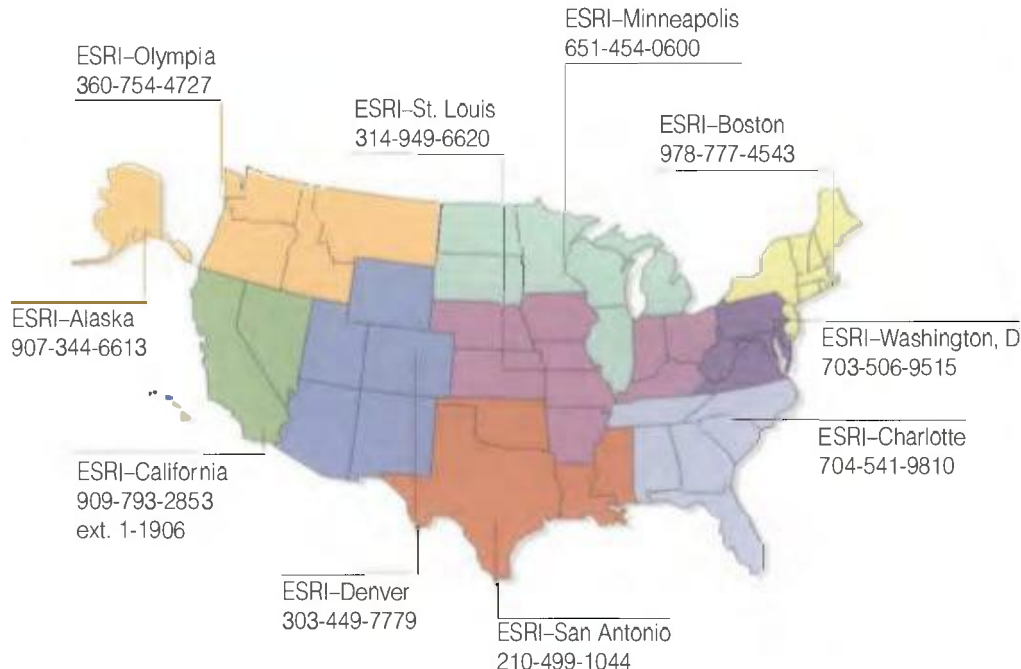 ESRI–Minneapolis
651-454-0600
ESRI–Olympia
360-754-4727
ESRI–St. Louis
314-949-6620
ESRI–Boston
978-777-4543
ESRI–Alaska
907-344-6613
ESRI–Washington, D
703-506-9515
ESRI–Charlotte
704-541-9810
ESRI–California
909-793-2853
ext. 1-1906
ESRI–Denver
303-449-7779
ESRI–San Antonio
210-499-1044